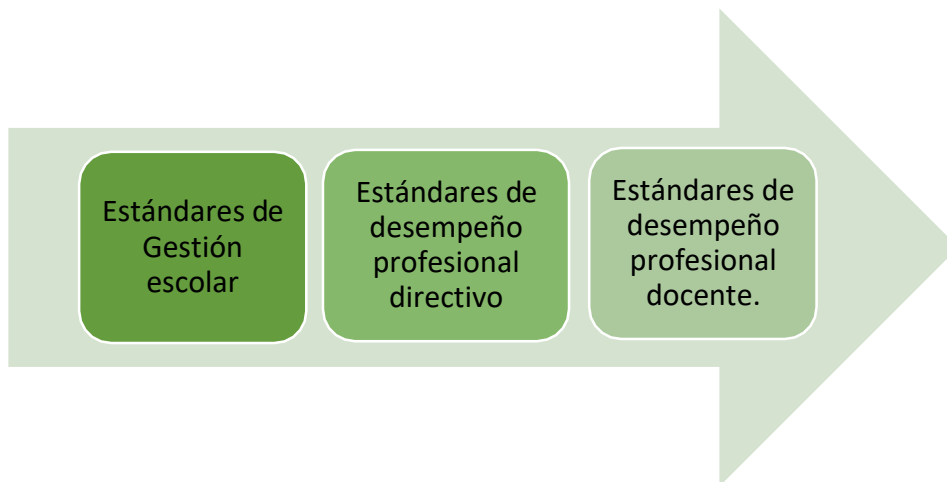 Estándares de
Gestión
escolar
Estándares de
desempeño
profesional
directivo
Estándares de
desempeño
profesional
docente.